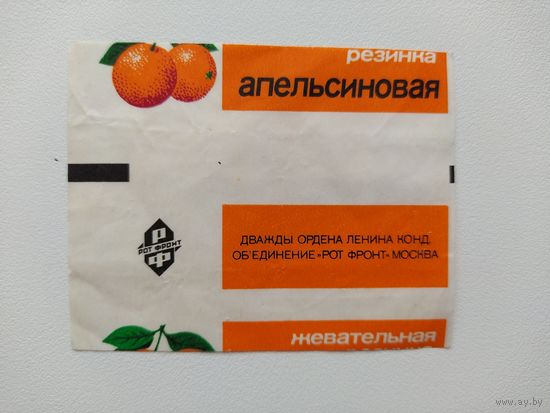 резинка
апельсиновая
Р
РОТ ФРОНТ
Ф
ДВАЖДЫ ОРДЕНА ЛЕНИНА КОНД.
ОБ'ЕДИНЕНИЕ »РОТ ФРОНТ« МОСКВА
жевательная
www.ay.by